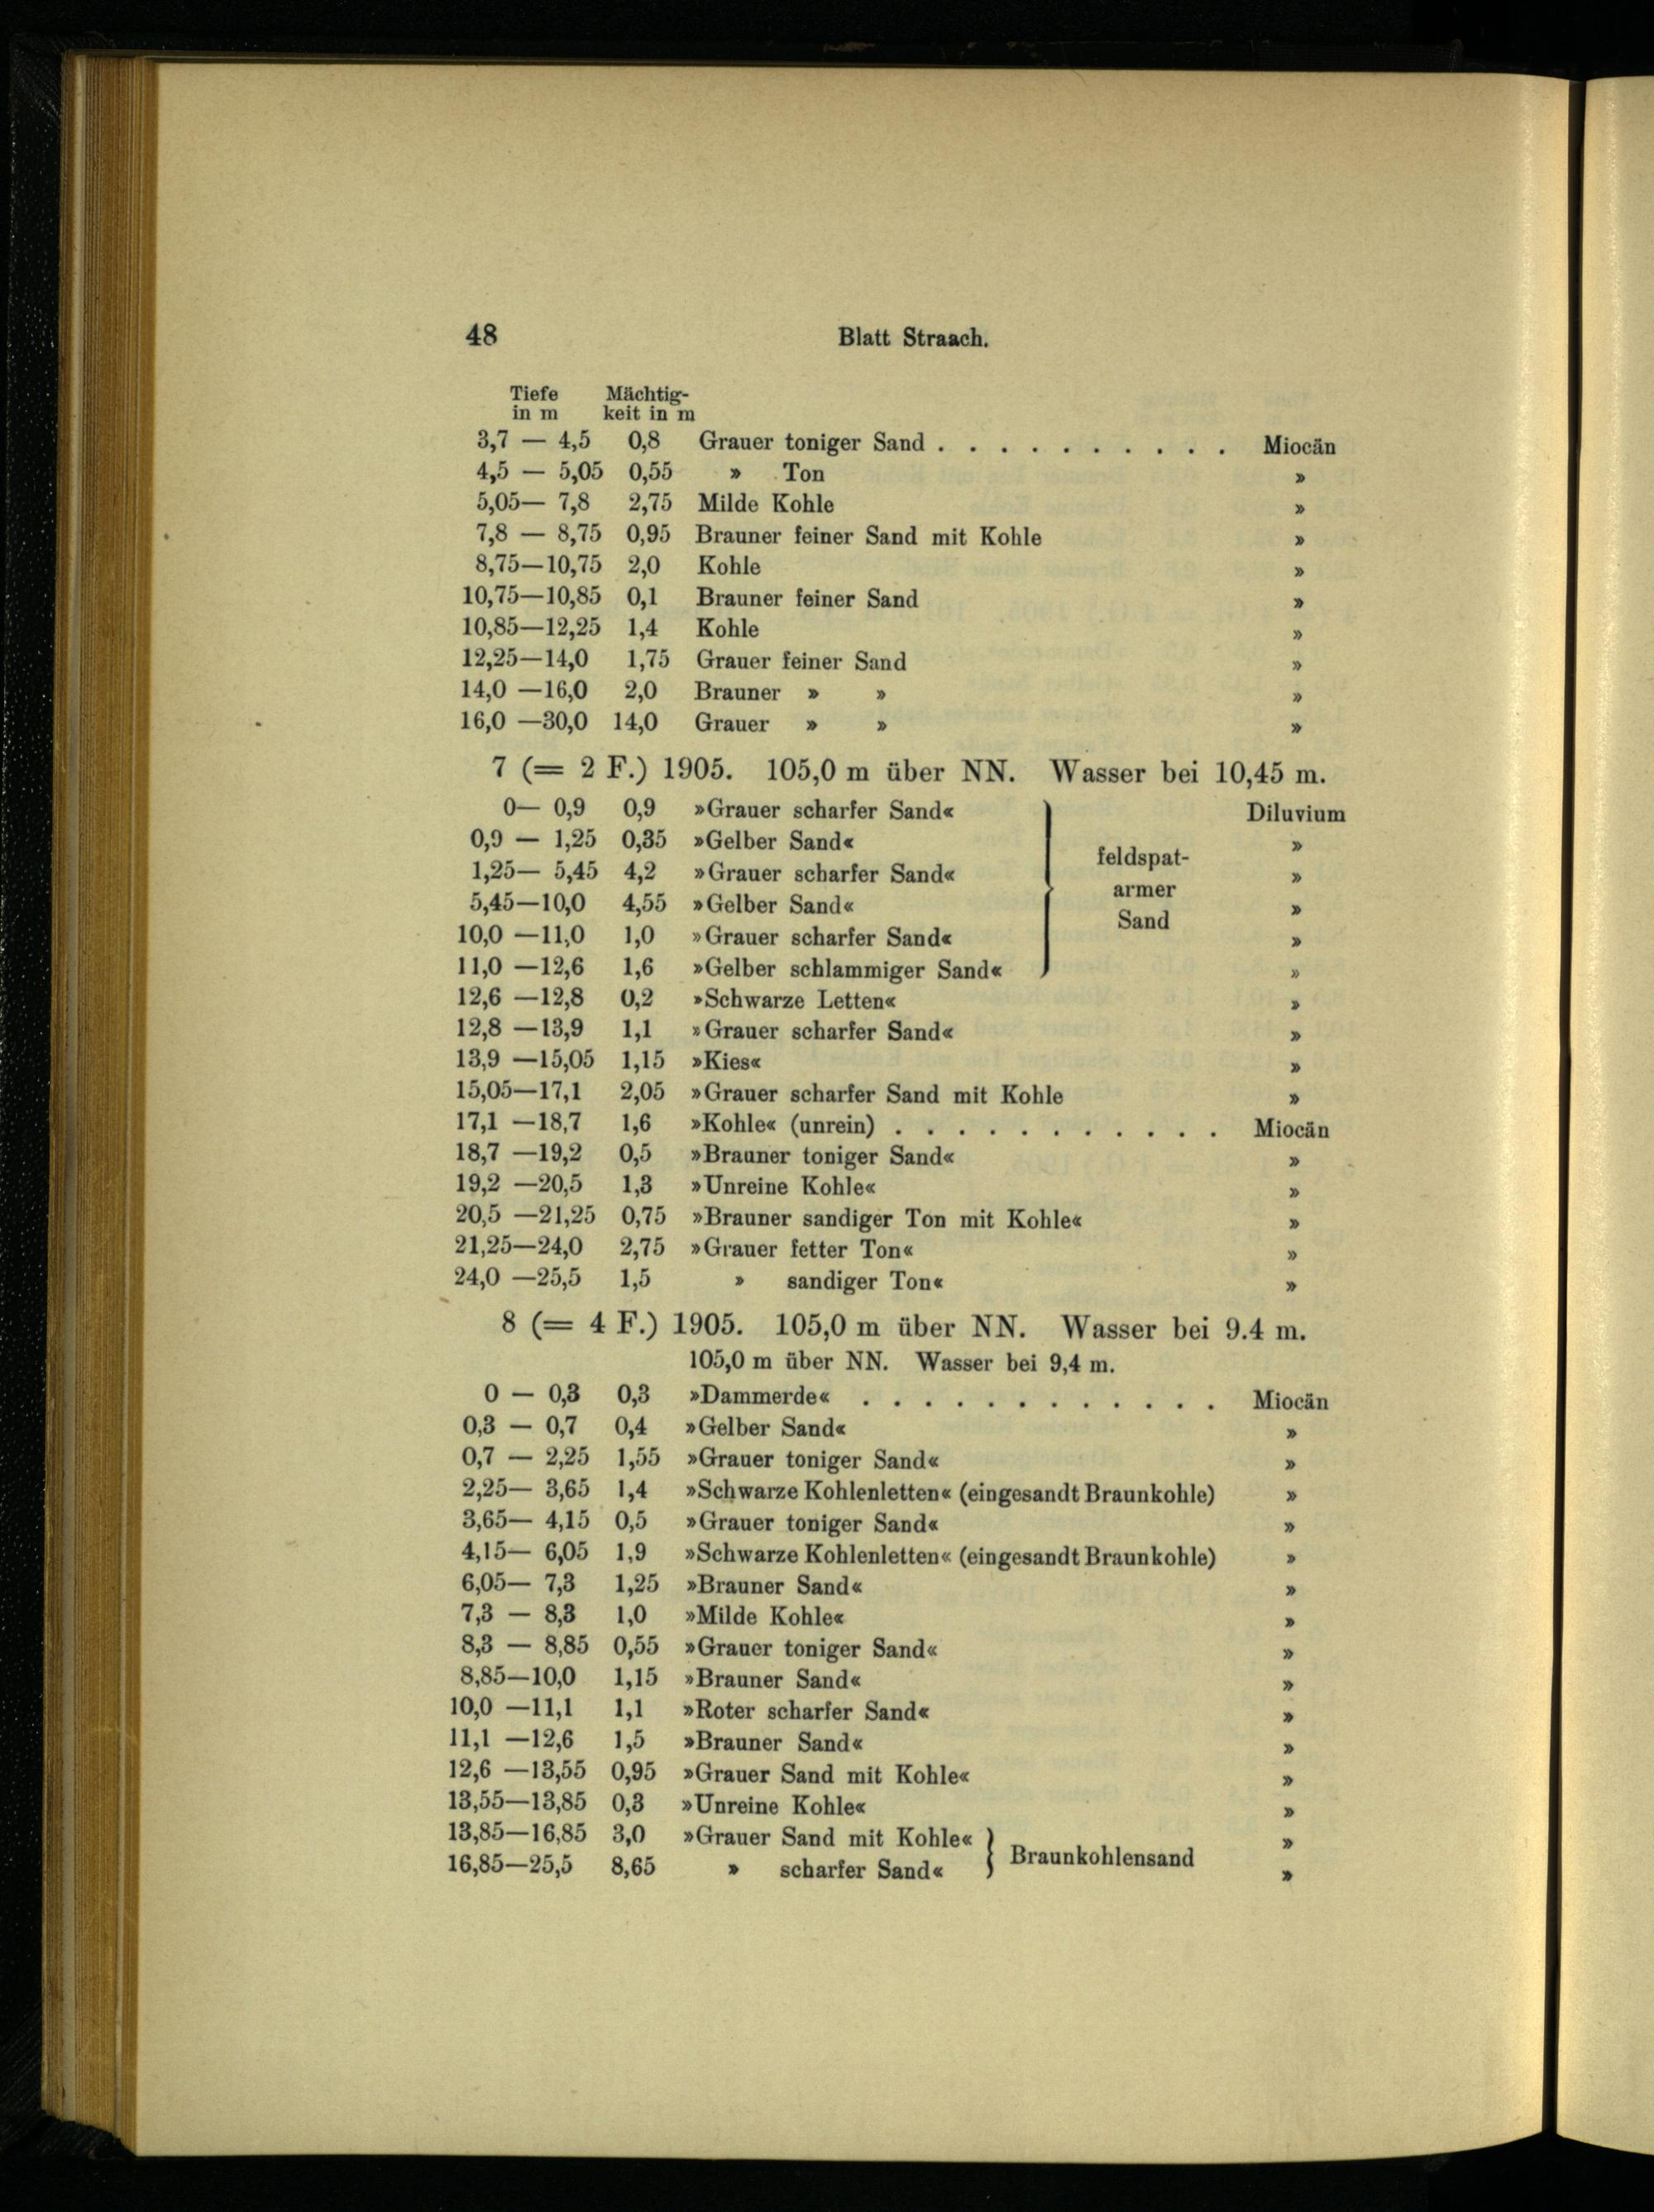 48 Blatt Straach.
Tiefe Mächtig-
in m keit in m
3,7 — 4,5 0,8 Grauer toniger Sand . . . . . . . . . . Miocän
4,5 — 5,05 0,55 » Ton »
5,05— 7,8 2,75 Milde Kohle »
7,8 — 8,75 0,95 Brauner feiner Sand mit Kohle »
8,75—10,75 2,0 Kohle »
10,75—10,85 0,1 Brauner feiner Sand »
10,85—12,25 1,4 Kohle »
12,25—14,0 1,75 Grauer feiner Sand »
14,0 —16,0 2,0 Brauner » » »
16,0 —30,0 14,0 Grauer » » »
7 (= 2 F.) 1905. 105,0 m über NN. Wasser bei 10,45 m.
0— 0,9 0,9 »Grauer scharfer Sand« Diluvium
0,9 — 1,25 0,35 »Gelber Sand« »
feldspat-
1,25— 5,45 4,2 »Grauer scharfer Sand« »
armer
5,45—10,0 4,55 »Gelber Sand« »
Sand
10,0 —11,0 1,0 »Grauer scharfer Sand« »
11,0 —12,6 1,6 »Gelber schlammiger Sand« »
12,6 —12,8 0,2 »Schwarze Letten« »
12,8 —13,9 1,1 »Grauer scharfer Sand« »
13,9 —15,05 1,15 »Kies« »
15,05—17,1 2,05 »Grauer scharfer Sand mit Kohle »
17,1 —18,7 1,6 »Kohle« (unrein) . . . . . . . . . . . Miocän
18,7 —19,2 0,5 »Brauner toniger Sand« »
19,2 —20,5 1,3 »Unreine Kohle« »
20,5 —21,25 0,75 »Brauner sandiger Ton mit Kohle« »
21,25—24,0 2,75 »Grauer fetter Ton« »
24,0 —25,5 1,5 » sandiger Ton« »
8 (= 4 F.) 1905. 105,0 m über NN. Wasser bei 9.4 m.
105,0 m über NN. Wasser bei 9,4 m.
0 — 0,3 0,3 »Dammerde« . . . . . . . . . . . . Miocän
0,3 — 0,7 0,4 »Gelber Sand« »
0,7 — 2,25 1,55 »Grauer toniger Sand« »
2,25— 3,65 1,4 »Schwarze Kohlenletten« (eingesandt Braunkohle) »
3,65— 4,15 0,5 »Grauer toniger Sand« »
4,15— 6,05 1,9 »Schwarze Kohlenletten« (eingesandt Braunkohle) »
6,05— 7,3 1,25 »Brauner Sand« »
7,3 — 8,3 1,0 »Milde Kohle« »
8,3 — 8,85 0,55 »Grauer toniger Sand« »
8,85—10,0 1,15 »Brauner Sand« »
10,0 —11,1 1,1 »Roter scharfer Sand« »
11,1 —12,6 1,5 »Brauner Sand« »
12,6 —13,55 0,95 »Grauer Sand mit Kohle« »
13,55—13,85 0,3 »Unreine Kohle« »
13,85—16,85 3,0 »Grauer Sand mit Kohle« »
Braunkohlensand
16,85—25,5 8,65 » scharfer Sand« »